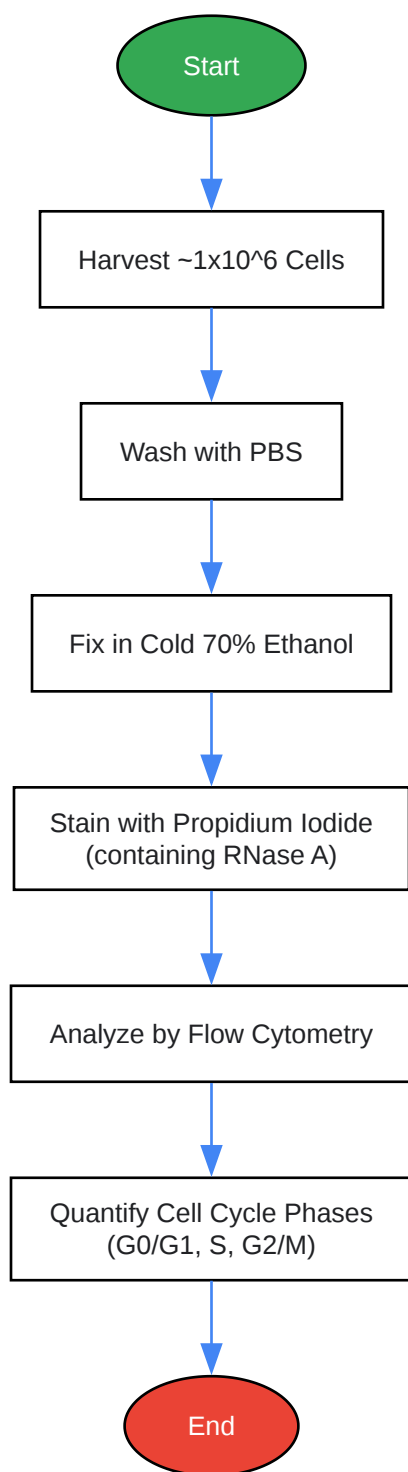 Start
Harvest ~1x10^6 Cells
Wash with PBS
Fix in Cold 70% Ethanol
Stain with Propidium Iodide
(containing RNase A)
Analyze by Flow Cytometry
Quantify Cell Cycle Phases
(G0/G1, S, G2/M)
End